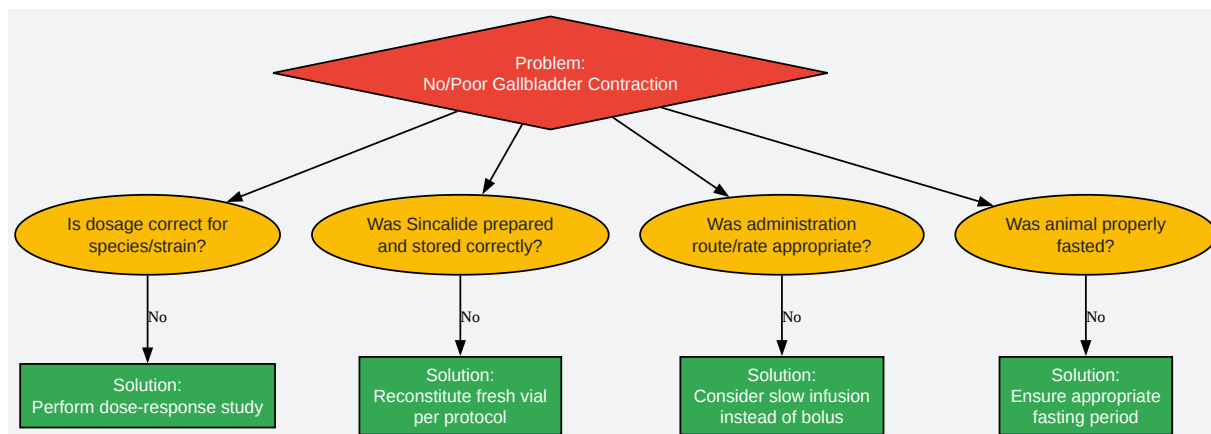 Problem:
No/Poor Gallbladder Contraction
Is dosage correct for
species/strain?
Was Sincalide prepared
and stored correctly?
Was administration
route/rate appropriate?
Was animal properly
fasted?
No
No
No
No
Solution:
Perform dose-response study
Solution:
Reconstitute fresh vial
per protocol
Solution:
Consider slow infusion
instead of bolus
Solution:
Ensure appropriate
fasting period